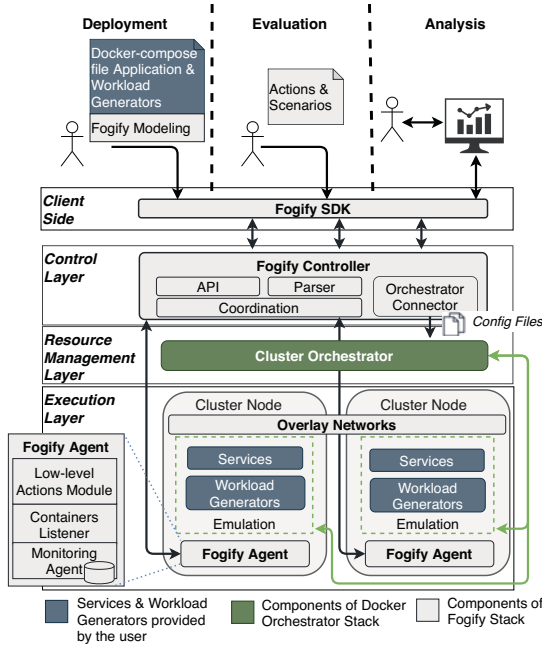 Deployment
Evaluation
Analysis
Docker-compose
file Application &
Workload
Generators
Fogify Modeling
Actions &
Scenarios
Client
Side
Fogify SDK
Control
Layer
Fogify Controller
API
Parser
Coordination
Orchestrator
Connector
Config Files
Resource
Management
Layer
Cluster Orchestrator
Execution
Layer
Cluster Node
Cluster Node
Overlay Networks
Services
Workload
Generators
Emulation
Services
Workload
Generators
Emulation
Fogify Agent
Fogify Agent
Fogify Agent
Low-level
Actions Module
Containers
Listener
Monitoring
Agent
Services & Workload
Generators provided
by the user
Components of Docker
Orchestrator Stack
Components of
Fogify Stack